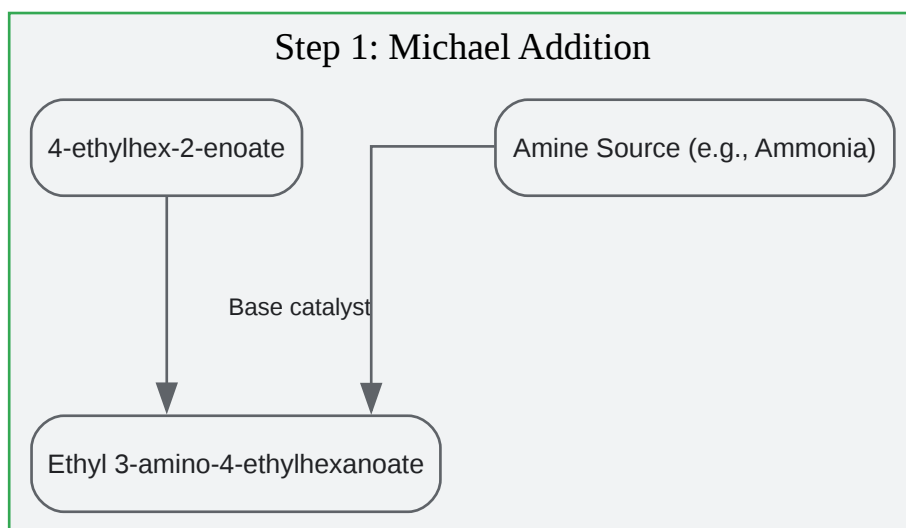 Step 1: Michael Addition
4-ethylhex-2-enoate
Amine Source (e.g., Ammonia)
Base catalyst
Ethyl 3-amino-4-ethylhexanoate